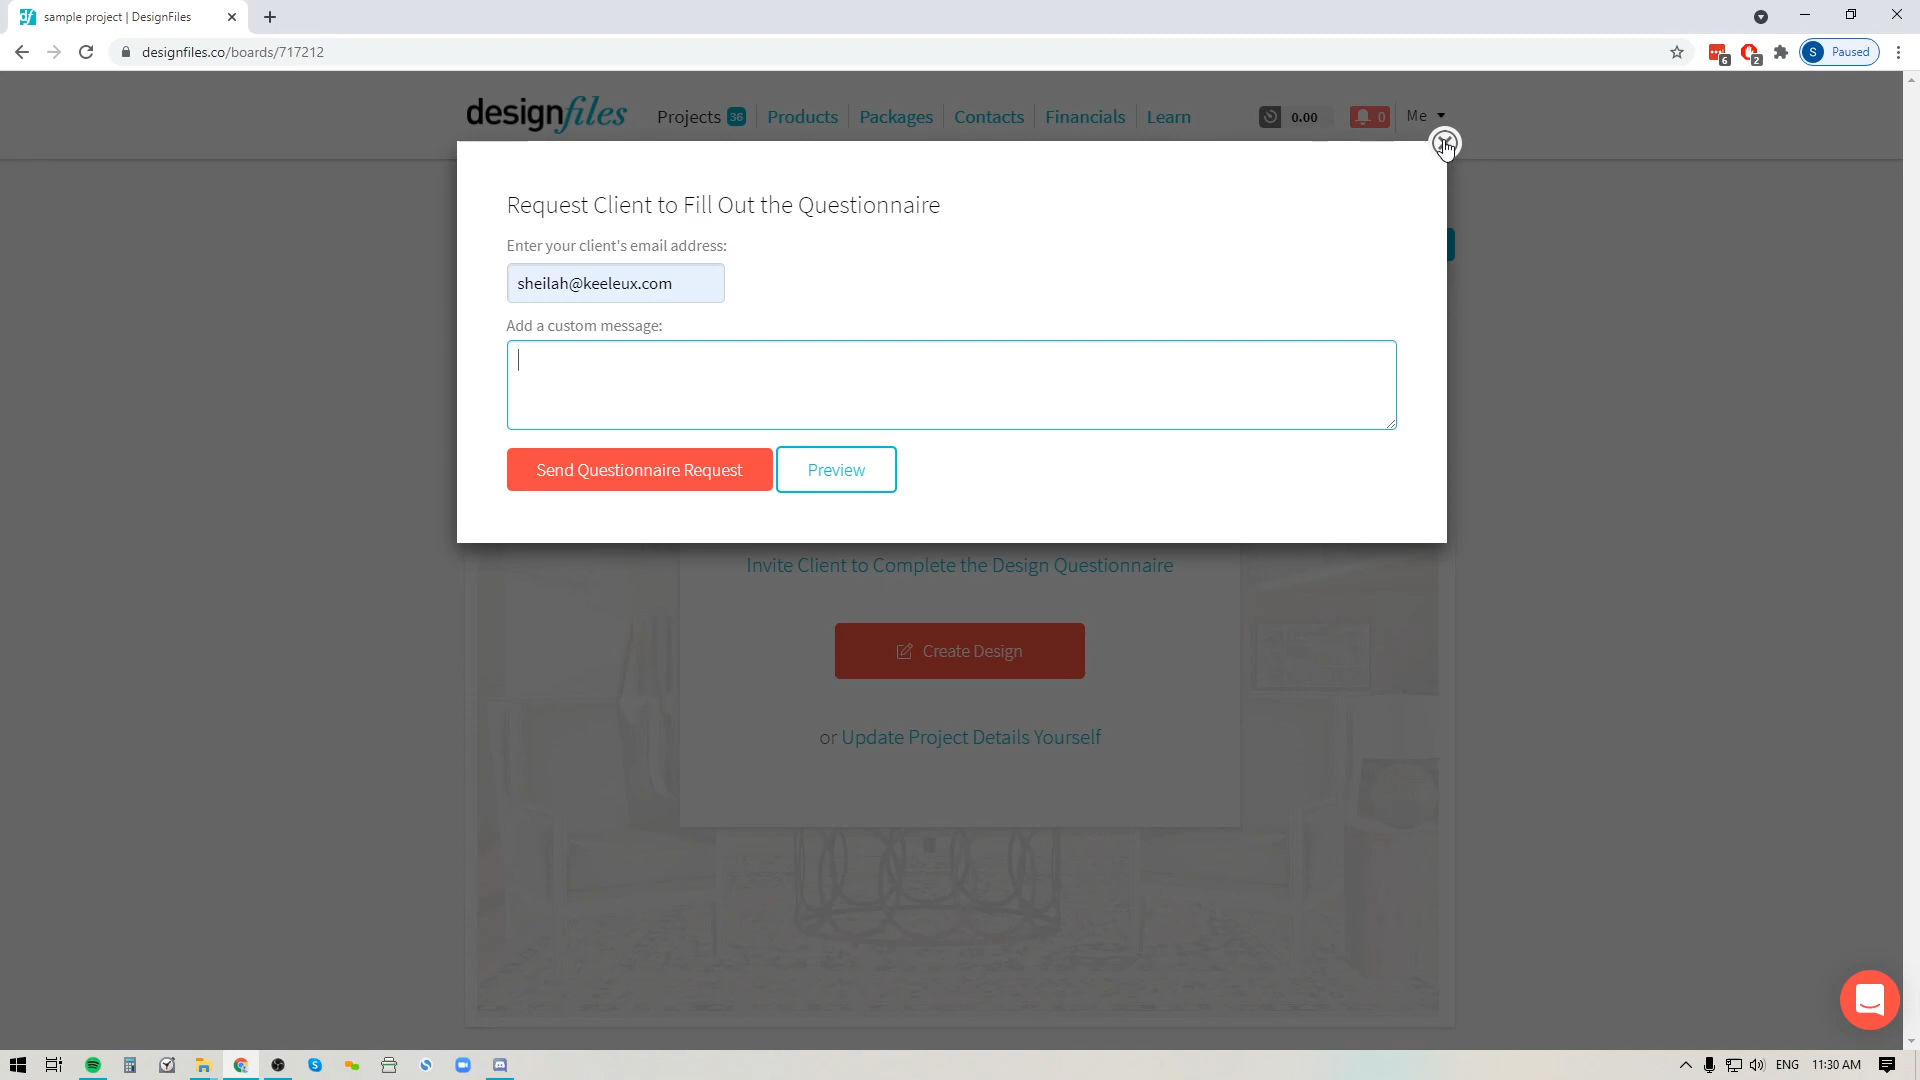 sample project | DesignFiles
designfiles.co/boards/717212
6
2
S
Paused
designfiles
Projects 36
Products
Packages
Contacts
Financials
Learn
0.00
0
Me
Request Client to Fill Out the Questionnaire
Enter your client's email address:
sheilah@keeleux.com
Add a custom message:
Send Questionnaire Request
Preview
Invite Client to Complete the Design Questionnaire
Create Design
or Update Project Details Yourself
ENG
11:30 AM